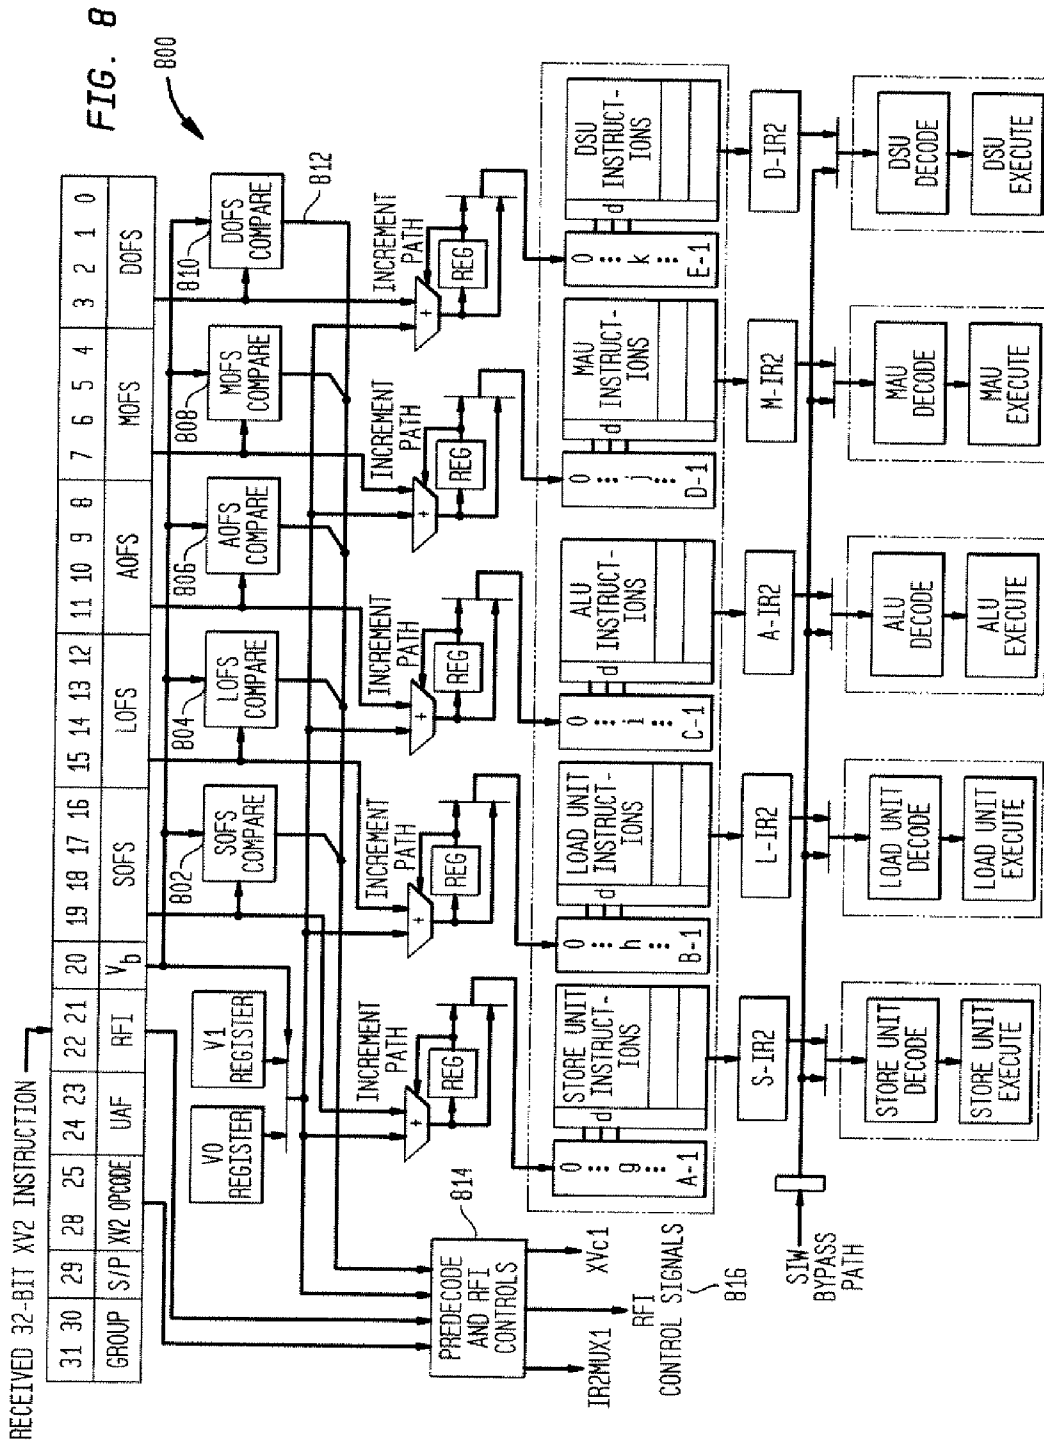 FIG. 8
800
RECEIVED 32-BIT XV2 INSTRUCTION
31 30 29 28 25 24 23 22 21 20 19 18 17 16 15 14 13 12 11 10 9 8 7 6 5 4 3 2 1 0
GROUP S/P XV2 OPCODE UAF RFI Vb SOFS LOFS AOFS MOFS DOFS
V0
REGISTER
V1
REGISTER
802
SOFS
COMPARE
804
LOFS
COMPARE
806
AOFS
COMPARE
808
MOFS
COMPARE
810
DOFS
COMPARE
812
INCREMENT
PATH
+
REG
INCREMENT
PATH
+
REG
INCREMENT
PATH
+
REG
INCREMENT
PATH
+
REG
INCREMENT
PATH
+
REG
814
PREDECODE
AND RFI
CONTROLS
IR2MUX1
RFI
CONTROL SIGNALS
816
XVc1
0
g
A-1
d
STORE UNIT
INSTRUCT-
IONS
0
h
B-1
d
LOAD UNIT
INSTRUCT-
IONS
0
i
C-1
d
ALU
INSTRUCT-
IONS
0
j
D-1
d
MAU
INSTRUCT-
IONS
0
k
E-1
d
DSU
INSTRUCT-
IONS
S-IR2
L-IR2
A-IR2
M-IR2
D-IR2
SIW
BYPASS
PATH
STORE UNIT
DECODE
STORE UNIT
EXECUTE
LOAD UNIT
DECODE
LOAD UNIT
EXECUTE
ALU
DECODE
ALU
EXECUTE
MAU
DECODE
MAU
EXECUTE
DSU
DECODE
DSU
EXECUTE